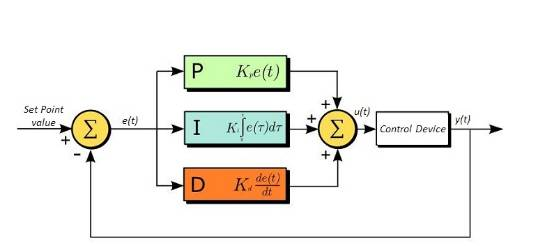 P K_p e(t)
Set Point
value
e(t)
u(t)
y(t)
+
Σ
I K_i ∫e(τ)dτ
+
+
Σ
Control Device
-
+
D K_d de(t)/dt